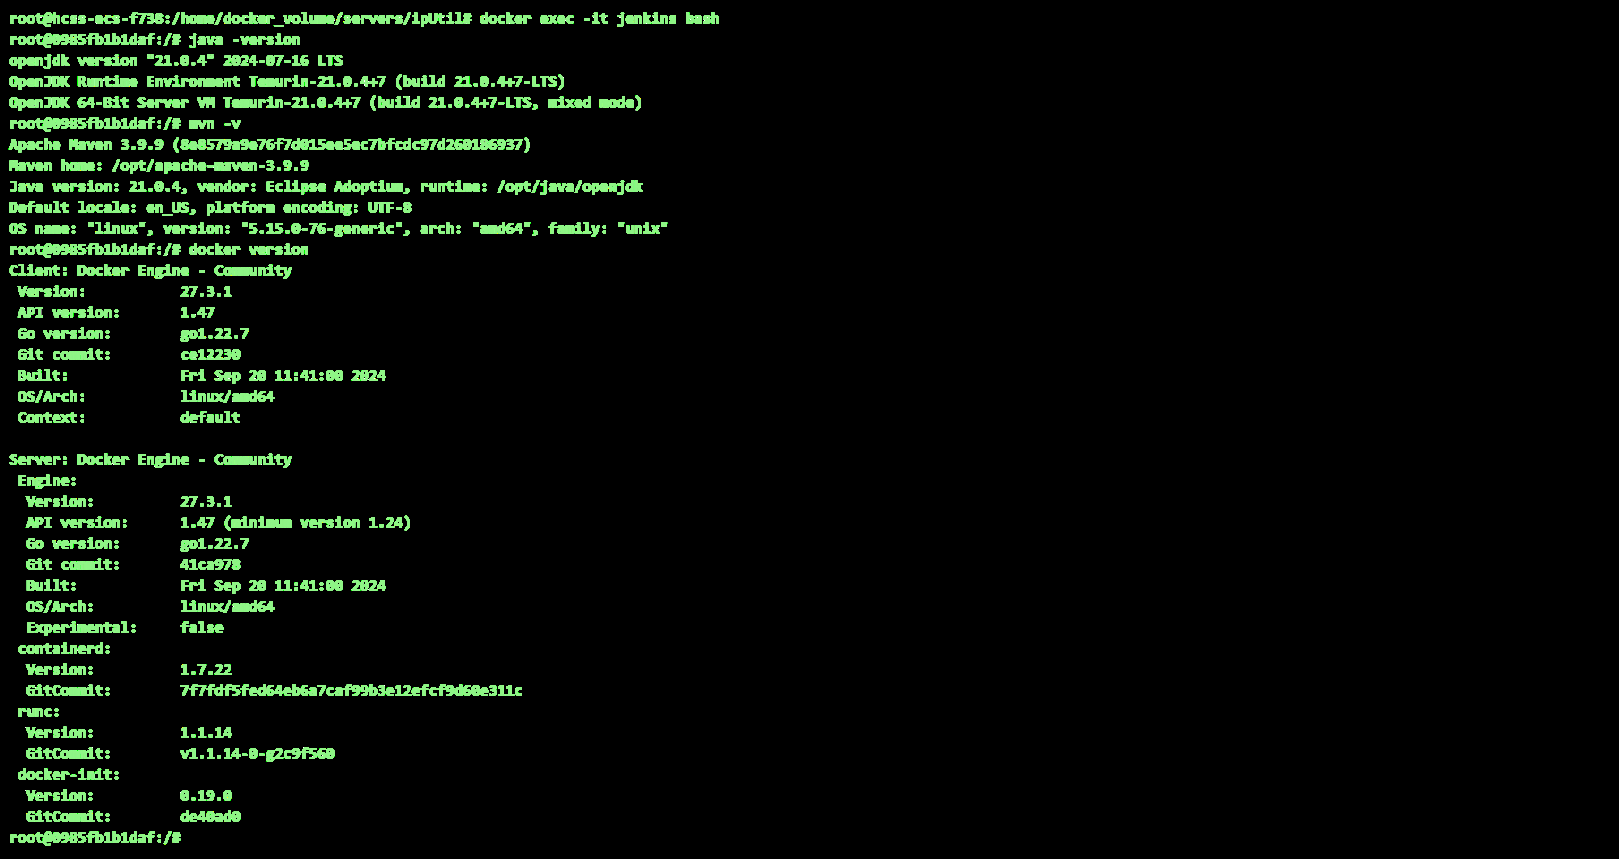 root@hcss-ecs-f738:/home/docker_volume/servers/ipUtil# docker exec -it jenkins bash
root@0985fb1b1daf:/# java -version
openjdk version "21.0.4" 2024-07-16 LTS
OpenJDK Runtime Environment Temurin-21.0.4+7 (build 21.0.4+7-LTS)
OpenJDK 64-Bit Server VM Temurin-21.0.4+7 (build 21.0.4+7-LTS, mixed mode)
root@0985fb1b1daf:/# mvn -v
Apache Maven 3.9.9 (8e8579a9e76f7d015ee5ec7bfcdc97d260186937)
Maven home: /opt/apache-maven-3.9.9
Java version: 21.0.4, vendor: Eclipse Adoptium, runtime: /opt/java/openjdk
Default locale: en_US, platform encoding: UTF-8
OS name: "linux", version: "5.15.0-76-generic", arch: "amd64", family: "unix"
root@0985fb1b1daf:/# docker version
Client: Docker Engine - Community
Version: 27.3.1
API version: 1.47
Go version: go1.22.7
Git commit: ce12230
Built: Fri Sep 20 11:41:00 2024
OS/Arch: linux/amd64
Context: default
Server: Docker Engine - Community
Engine:
Version: 27.3.1
API version: 1.47 (minimum version 1.24)
Go version: go1.22.7
Git commit: 41ca978
Built: Fri Sep 20 11:41:00 2024
OS/Arch: linux/amd64
Experimental: false
containerd:
Version: 1.7.22
GitCommit: 7f7fdf5fed64eb6a7caf99b3e12efcf9d60e311c
runc:
Version: 1.1.14
GitCommit: v1.1.14-0-g2c9f560
docker-init:
Version: 0.19.0
GitCommit: de40ad0
root@0985fb1b1daf:/#